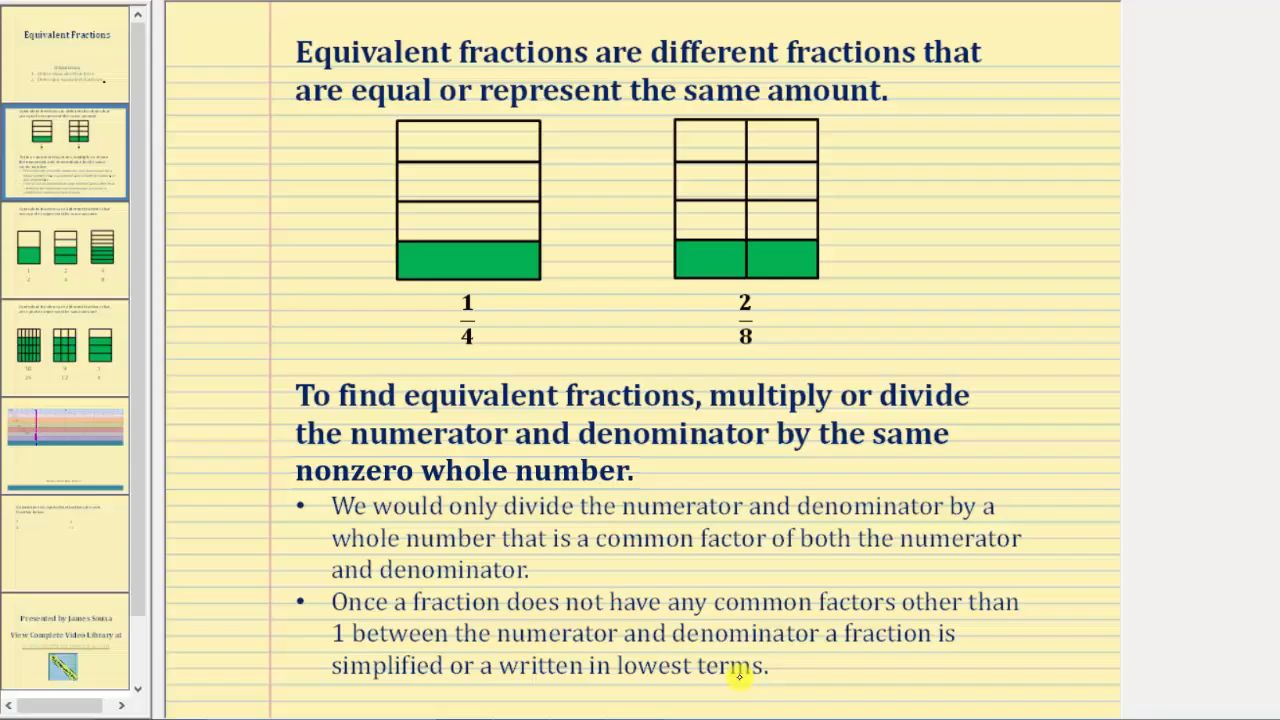 Equivalent Fractions
Equivalent fractions are different fractions that
are equal or represent the same amount.
1
4
2
8
To find equivalent fractions, multiply or divide
the numerator and denominator by the same
nonzero whole number.
• We would only divide the numerator and denominator by a
whole number that is a common factor of both the numerator
and denominator.
• Once a fraction does not have any common factors other than
1 between the numerator and denominator a fraction is
simplified or a written in lowest terms.
Presented by James Sousa
View Complete Video Library at